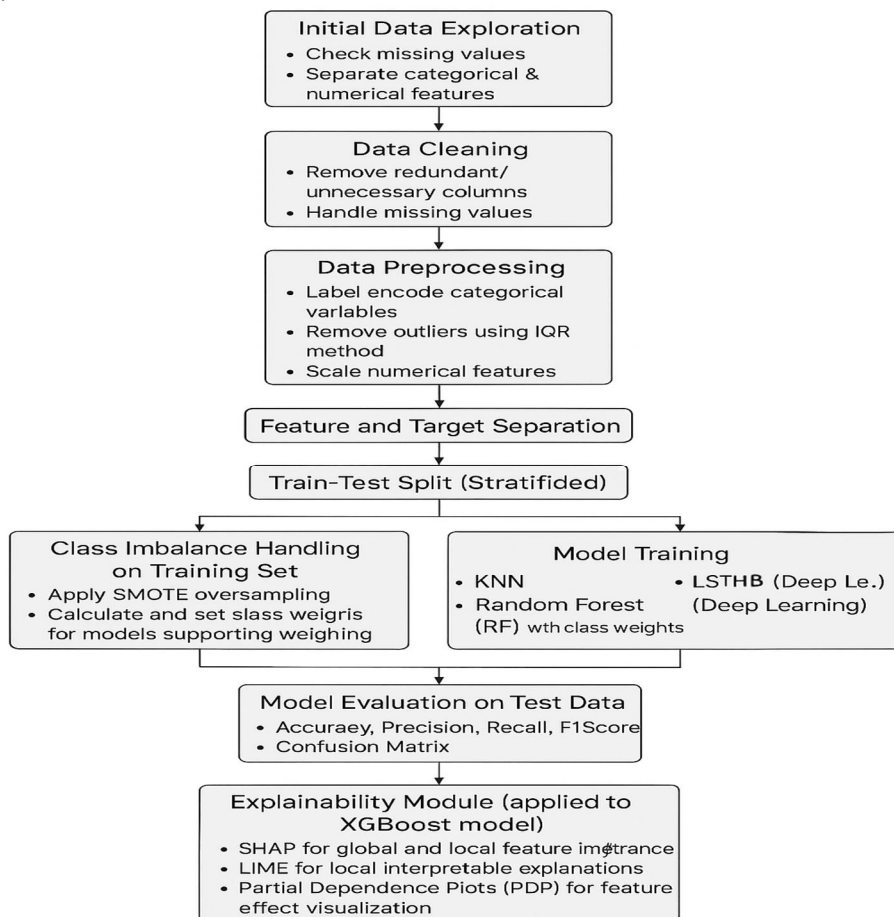 Initial Data Exploration
• Check missing values
• Separate categorical &
numerical features
Data Cleaning
• Remove redundant/
unnecessary columns
• Handle missing values
Data Preprocessing
• Label encode categorical
varlables
• Remove outliers using IQR
method
• Scale numerical features
Feature and Target Separation
Train-Test Split (Stratifided)
Class Imbalance Handling
on Training Set
• Apply SMOTE oversampling
• Calculate and set slass weigris
for models supporting weighing
Model Training
• KNN
• Random Forest
(RF) wth class weights
• LSTHB (Deep Le.)
(Deep Learning)
Model Evaluation on Test Data
• Accuraey, Precision, Recall, F1Score
• Confusion Matrix
Explainability Module (applied to
XGBoost model)
• SHAP for global and local feature
• LIME for local interpretable explanations
• Partial Dependence Piots (PDP) for feature
effect visualization